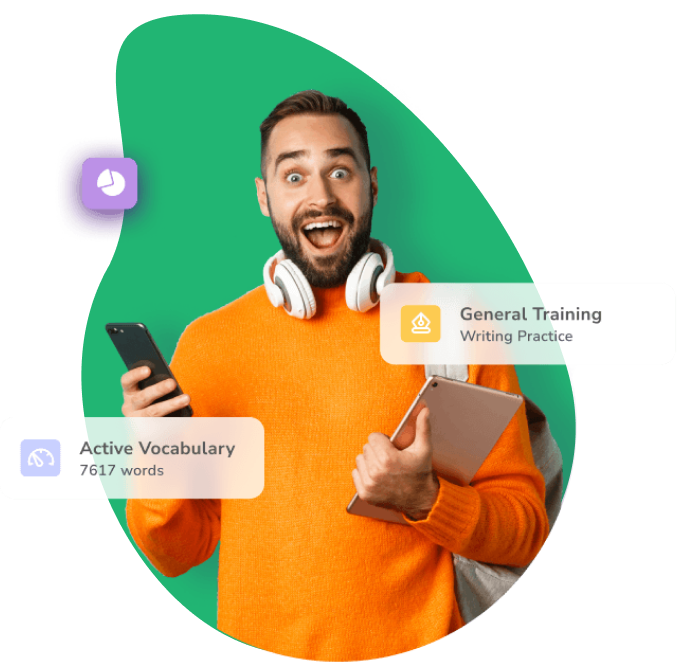 General Training
Writing Practice
Active Vocabulary
7617 words